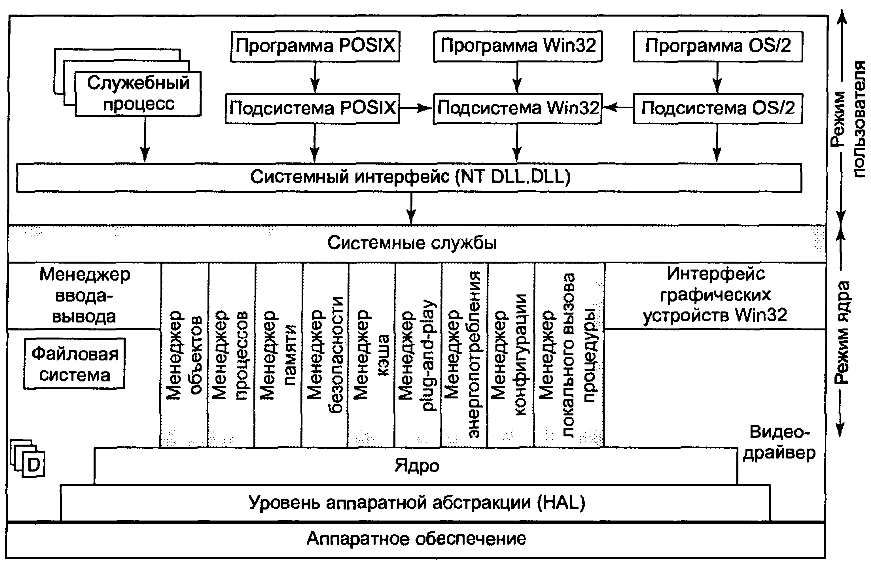 Программа POSIX
Программа Win32
Программа OS/2
Служебный
процесс
Подсистема POSIX
Подсистема Win32
Подсистема OS/2
Режим
пользователя
Системный интерфейс (NT DLL.DLL)
Системные службы
Менеджер
ввода-
вывода
Менеджер
объектов
Менеджер
процессов
Менеджер
памяти
Менеджер
безопасности
Менеджер
кэша
Менеджер
plug-and-play
Менеджер
энергопотребления
Менеджер
конфигурации
Менеджер
локального вызова
процедуры
Интерфейс
графических
устройств Win32
Режим ядра
Файловая
система
D
Видео-
драйвер
Ядро
Уровень аппаратной абстракции (HAL)
Аппаратное обеспечение